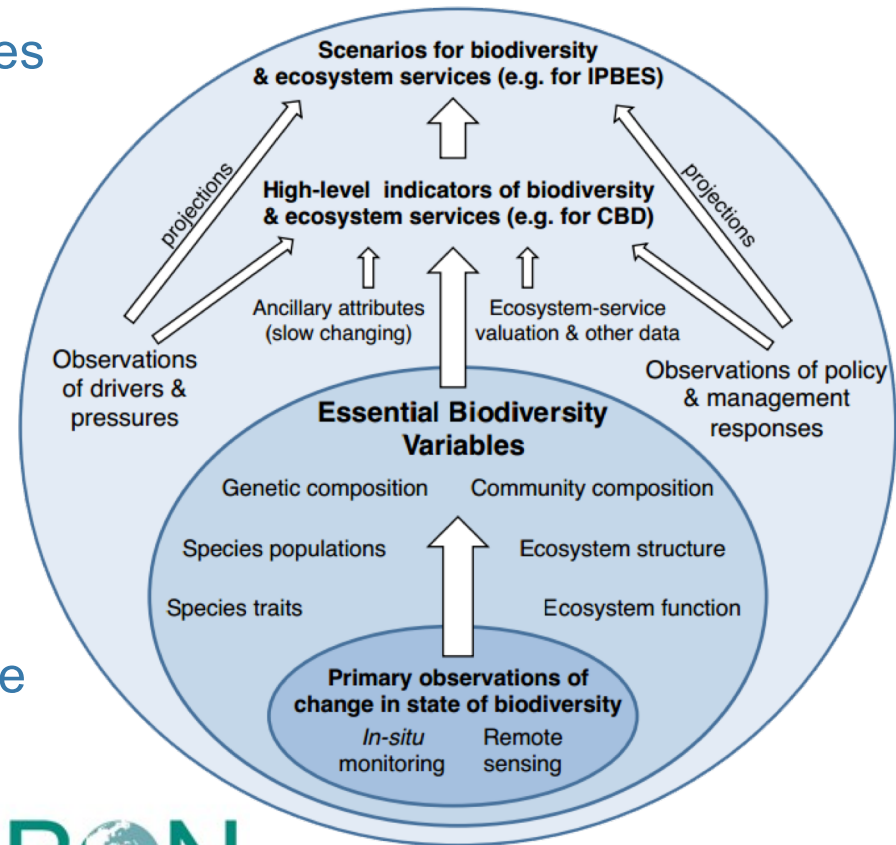 es
Scenarios for biodiversity
& ecosystem services (e.g. for IPBES)
projections
projections
High-level indicators of biodiversity
& ecosystem services (e.g. for CBD)
Ancillary attributes
(slow changing)
Ecosystem-service
valuation & other data
Observations
of drivers &
pressures
Observations of policy
& management
responses
Essential Biodiversity
Variables
Genetic composition
Community composition
Species populations
Ecosystem structure
Species traits
Ecosystem function
e
Primary observations of
change in state of biodiversity
In-situ
monitoring
Remote
sensing
BON